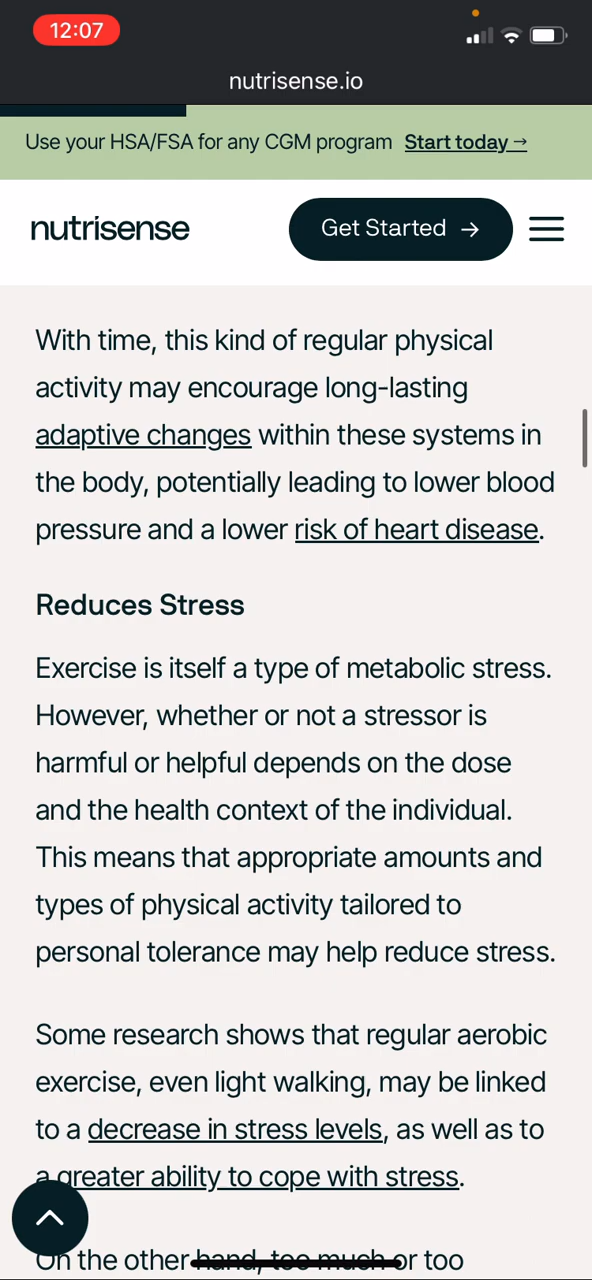 12:07
nutrisense.io
Use your HSA/FSA for any CGM program Start today →
nutrisense
Get Started →
With time, this kind of regular physical
activity may encourage long-lasting
adaptive changes within these systems in
the body, potentially leading to lower blood
pressure and a lower risk of heart disease.
Reduces Stress
Exercise is itself a type of metabolic stress.
However, whether or not a stressor is
harmful or helpful depends on the dose
and the health context of the individual.
This means that appropriate amounts and
types of physical activity tailored to
personal tolerance may help reduce stress.
Some research shows that regular aerobic
exercise, even light walking, may be linked
to a decrease in stress levels, as well as to
a greater ability to cope with stress.
On the other hand, too much or too